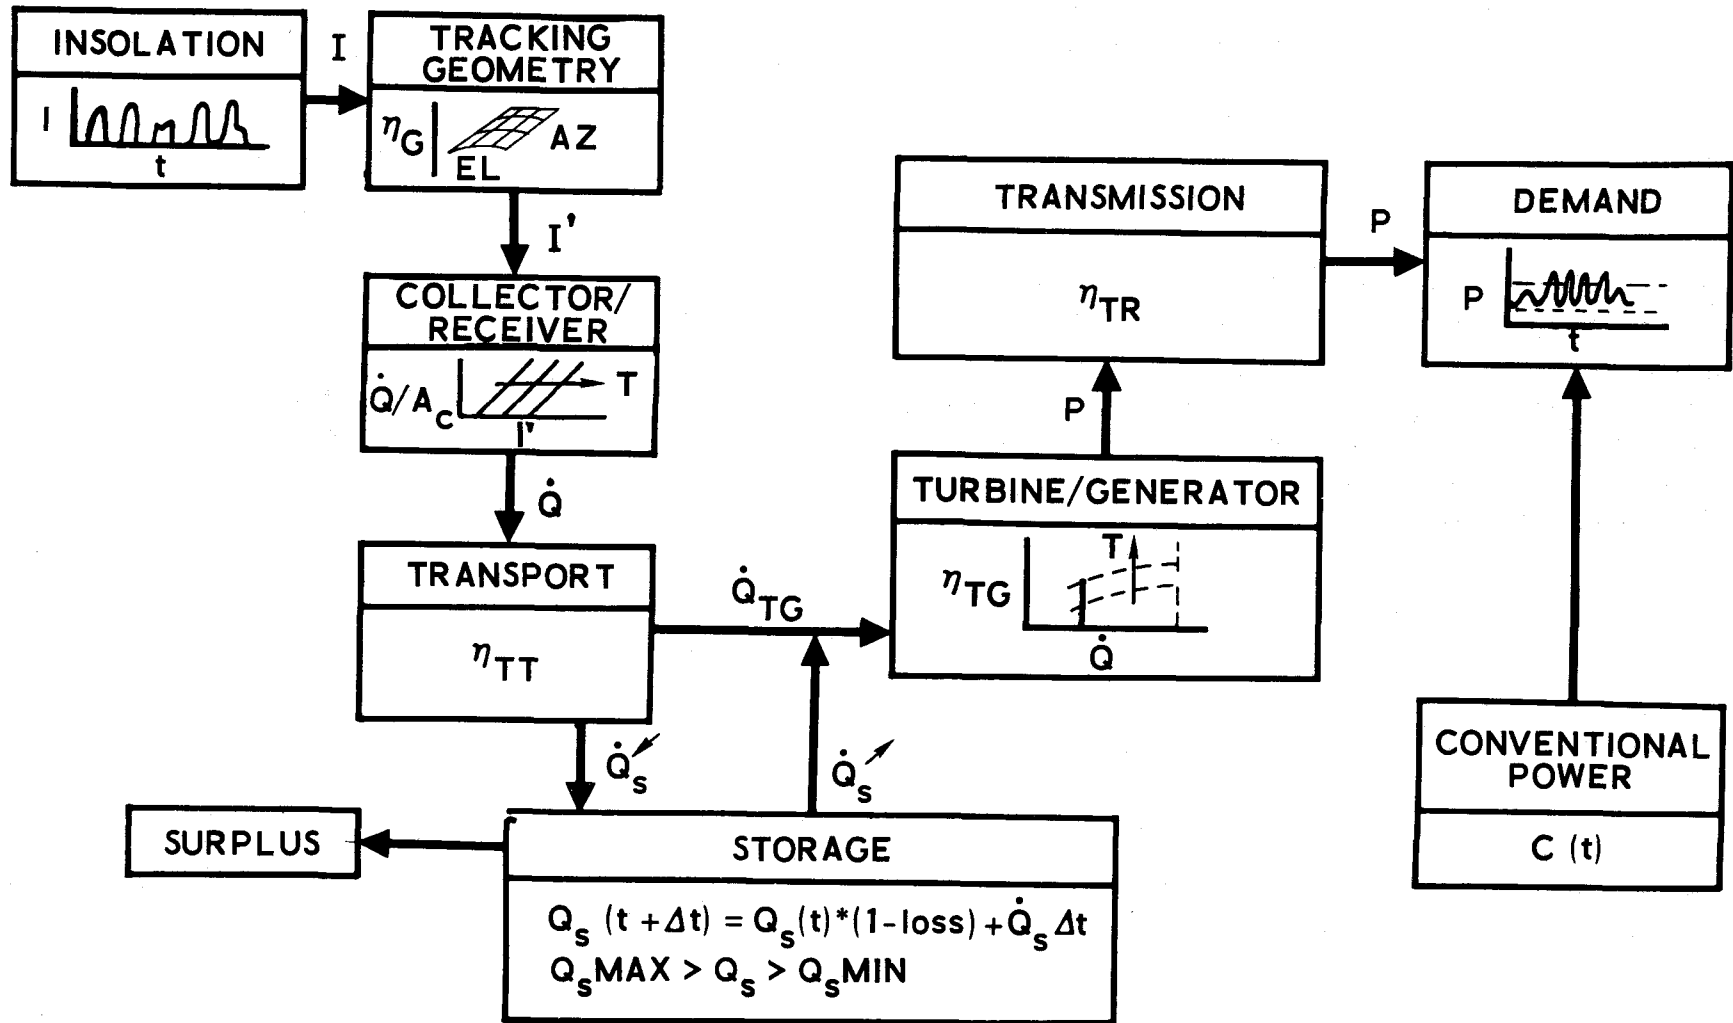 INSOLATION
I
I
t
TRACKING
GEOMETRY
ηG
AZ
EL
I'
COLLECTOR/
RECEIVER
Q̇/Ac
T
I'
Q̇
TRANSPORT
ηTT
Q̇TG
Q̇s
Q̇s
SURPLUS
STORAGE
Qs (t + Δt) = Qs(t)*(1-loss) + Q̇s Δt
QsMAX > Qs > QsMIN
TURBINE/GENERATOR
T
ηTG
Q̇
P
TRANSMISSION
ηTR
P
DEMAND
P
t
CONVENTIONAL
POWER
C (t)